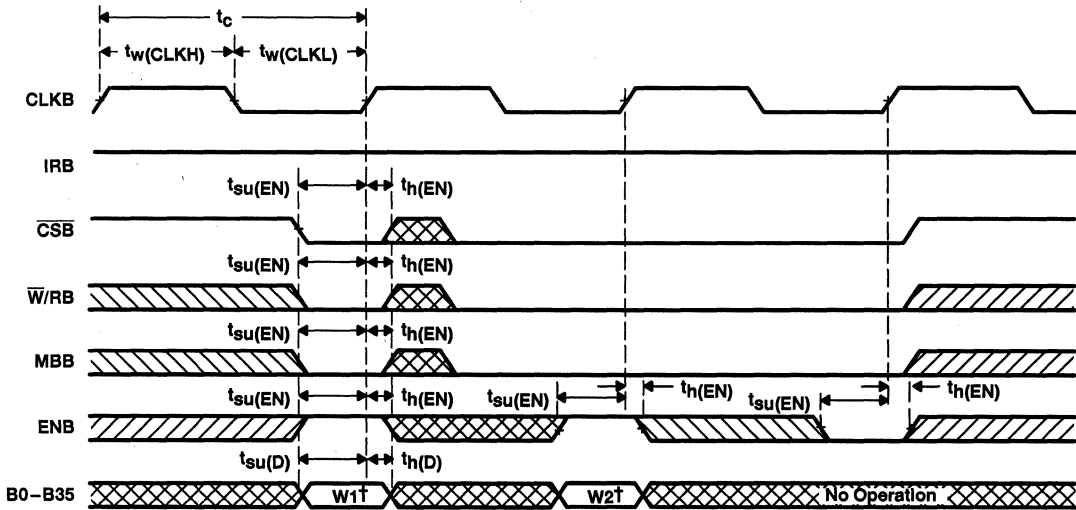 tc
tw(CLKH) tw(CLKL)
CLKB
IRB
tsu(EN) th(EN)
C̅S̅B̅
tsu(EN) th(EN)
W̅/RB
tsu(EN) th(EN)
MBB
tsu(EN) th(EN) tsu(EN) th(EN) tsu(EN) th(EN)
ENB
tsu(D) th(D)
B0–B35 W1† W2† No Operation